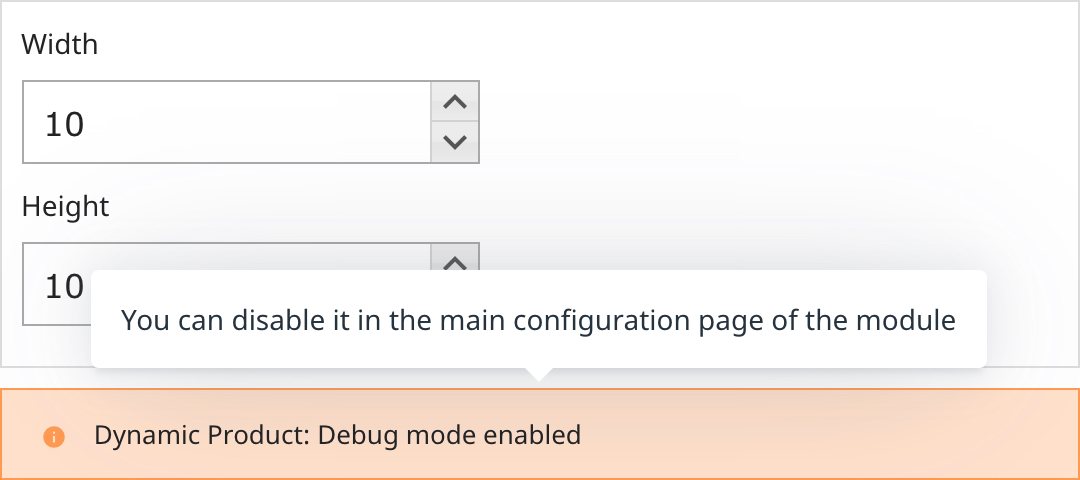 Width
10
Height
10
You can disable it in the main configuration page of the module
Dynamic Product: Debug mode enabled